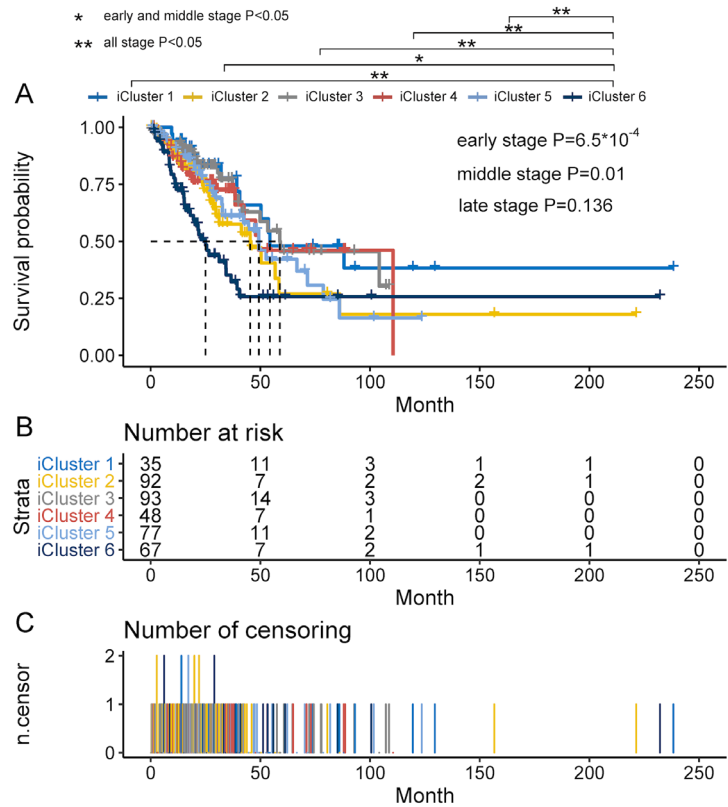 * early and middle stage P<0.05
** all stage P<0.05
**
**
**
*
**
A
iCluster 1 iCluster 2 iCluster 3 iCluster 4 iCluster 5 iCluster 6
early stage P=6.5*10-4
middle stage P=0.01
late stage P=0.136
Survival probability
1.00
0.75
0.50
0.25
0.00
0 50 100 150 200 250
Month
B
Number at risk
Strata
iCluster 1 35 11 3 1 1 0
iCluster 2 92 7 2 2 1 0
iCluster 3 93 14 3 0 0 0
iCluster 4 48 7 1 0 0 0
iCluster 5 77 11 2 0 0 0
iCluster 6 67 7 2 1 1 0
0 50 100 150 200 250
Month
C
Number of censoring
n.censor
2
1
0
0 50 100 150 200 250
Month